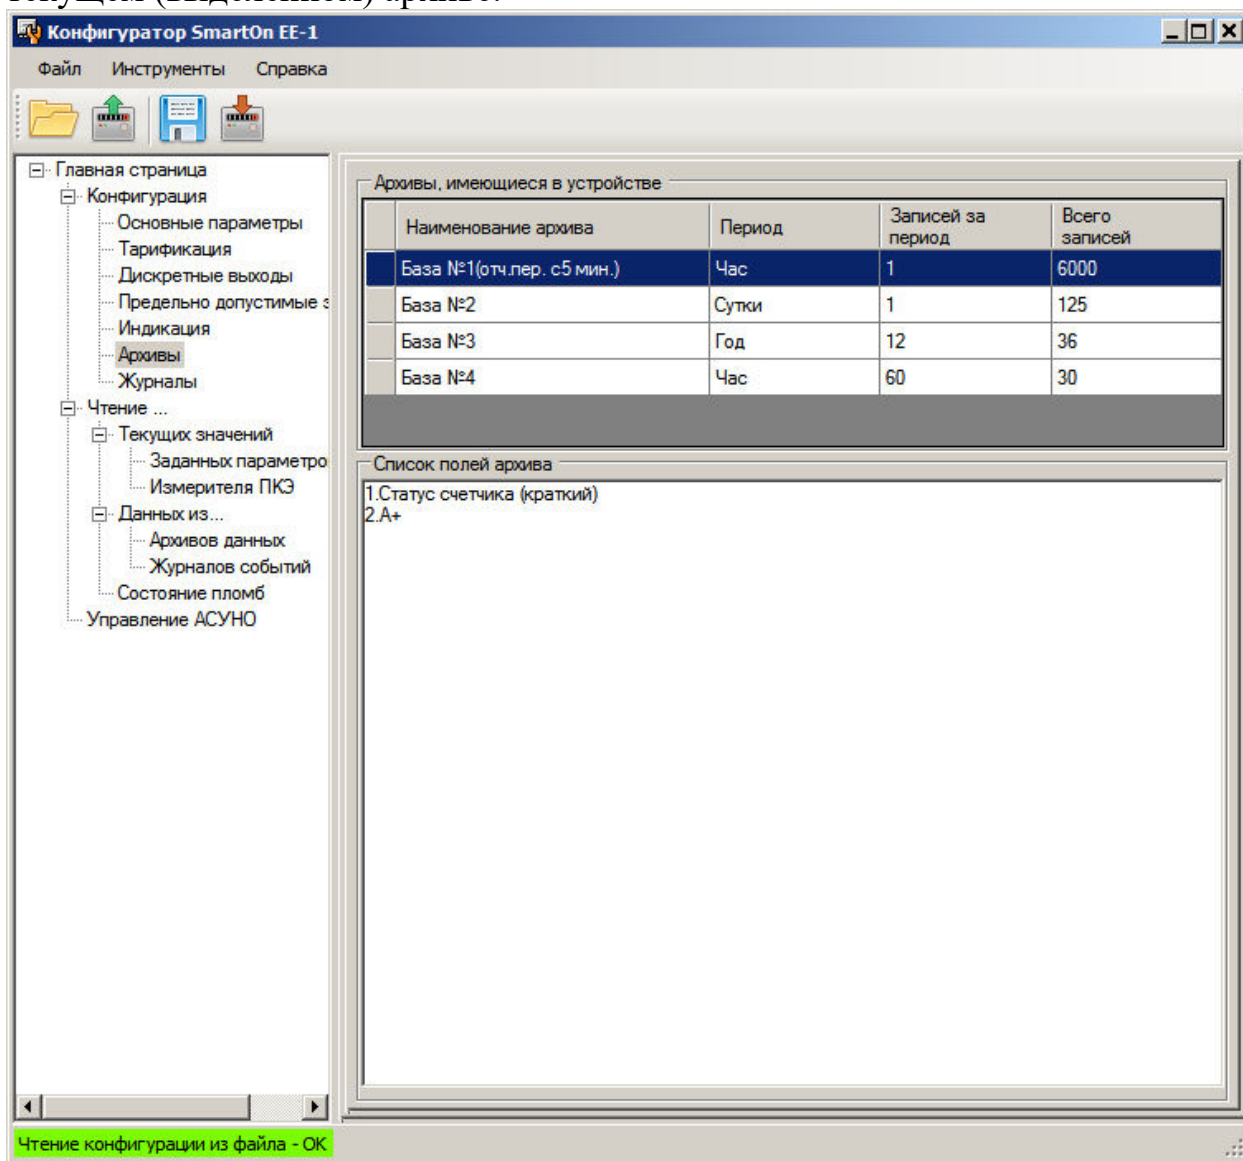 текущем (выделенном) архиве.
Конфигуратор SmartOn EE-1
Файл Инструменты Справка
Главная страница
Конфигурация
Основные параметры
Тарификация
Дискретные выходы
Предельно допустимые з
Индикация
Архивы
Журналы
Чтение ...
Текущих значений
Заданных параметро
Измерителя ПКЭ
Данных из...
Архивов данных
Журналов событий
Состояние пломб
Управление АСУНО
Архивы, имеющиеся в устройстве
Наименование архива Период Записей за период Всего записей
База №1(отч.пер. с5 мин.) Час 1 6000
База №2 Сутки 1 125
База №3 Год 12 36
База №4 Час 60 30
Список полей архива
1.Статус счетчика (краткий)
2.А+
Чтение конфигурации из файла - ОК